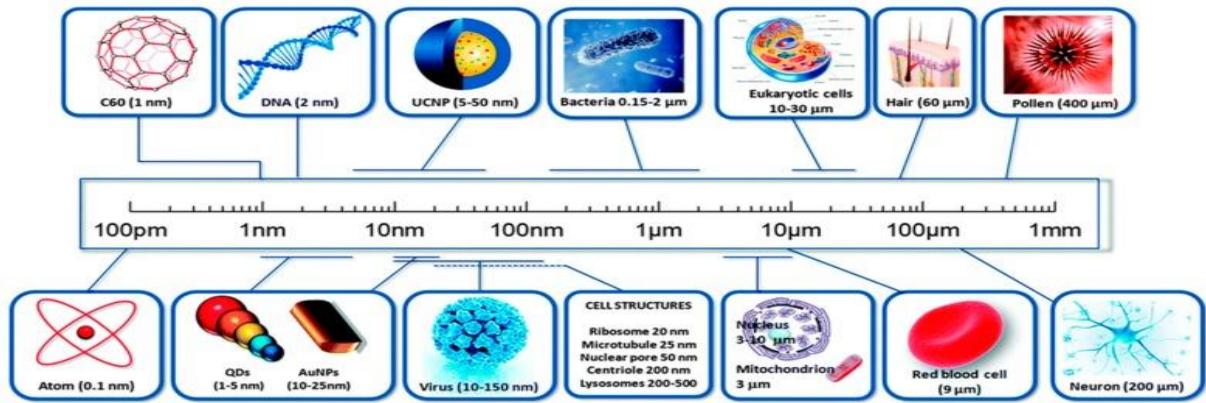 C60 (1 nm)
DNA (2 nm)
UCNP (5-50 nm)
Bacteria 0.15-2 µm
Eukaryotic cells
10-30 µm
Hair (60 µm)
Pollen (400 µm)
100pm
1nm
10nm
100nm
1µm
10µm
100µm
1mm
Atom (0.1 nm)
QDs
(1-5 nm)
AuNPs
(10-25nm)
Virus (10-150 nm)
CELL STRUCTURES
Ribosome 20 nm
Microtubule 25 nm
Nuclear pore 50 nm
Centriole 200 nm
Lysosomes 200-500
Nucleus
3-10 µm
Mitochondrion
3 µm
Red blood cell
(9 µm)
Neuron (200 µm)